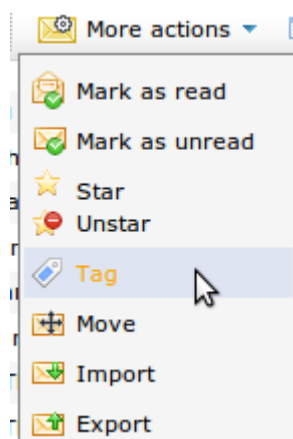 More actions
Mark as read
Mark as unread
Star
Unstar
Tag
Move
Import
Export